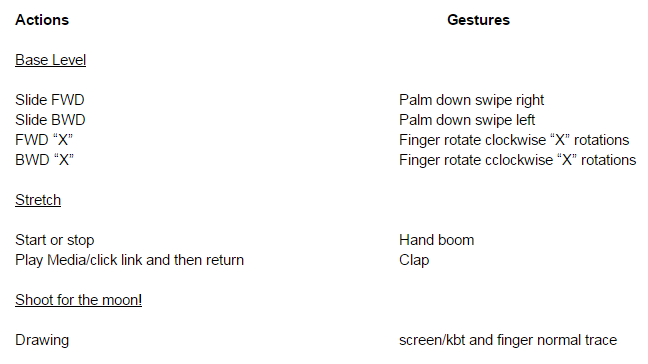 Actions Gestures
Base Level
Slide FWD Palm down swipe right
Slide BWD Palm down swipe left
FWD “X” Finger rotate clockwise “X” rotations
BWD “X” Finger rotate cclockwise “X” rotations
Stretch
Start or stop Hand boom
Play Media/click link and then return Clap
Shoot for the moon!
Drawing screen/kbt and finger normal trace